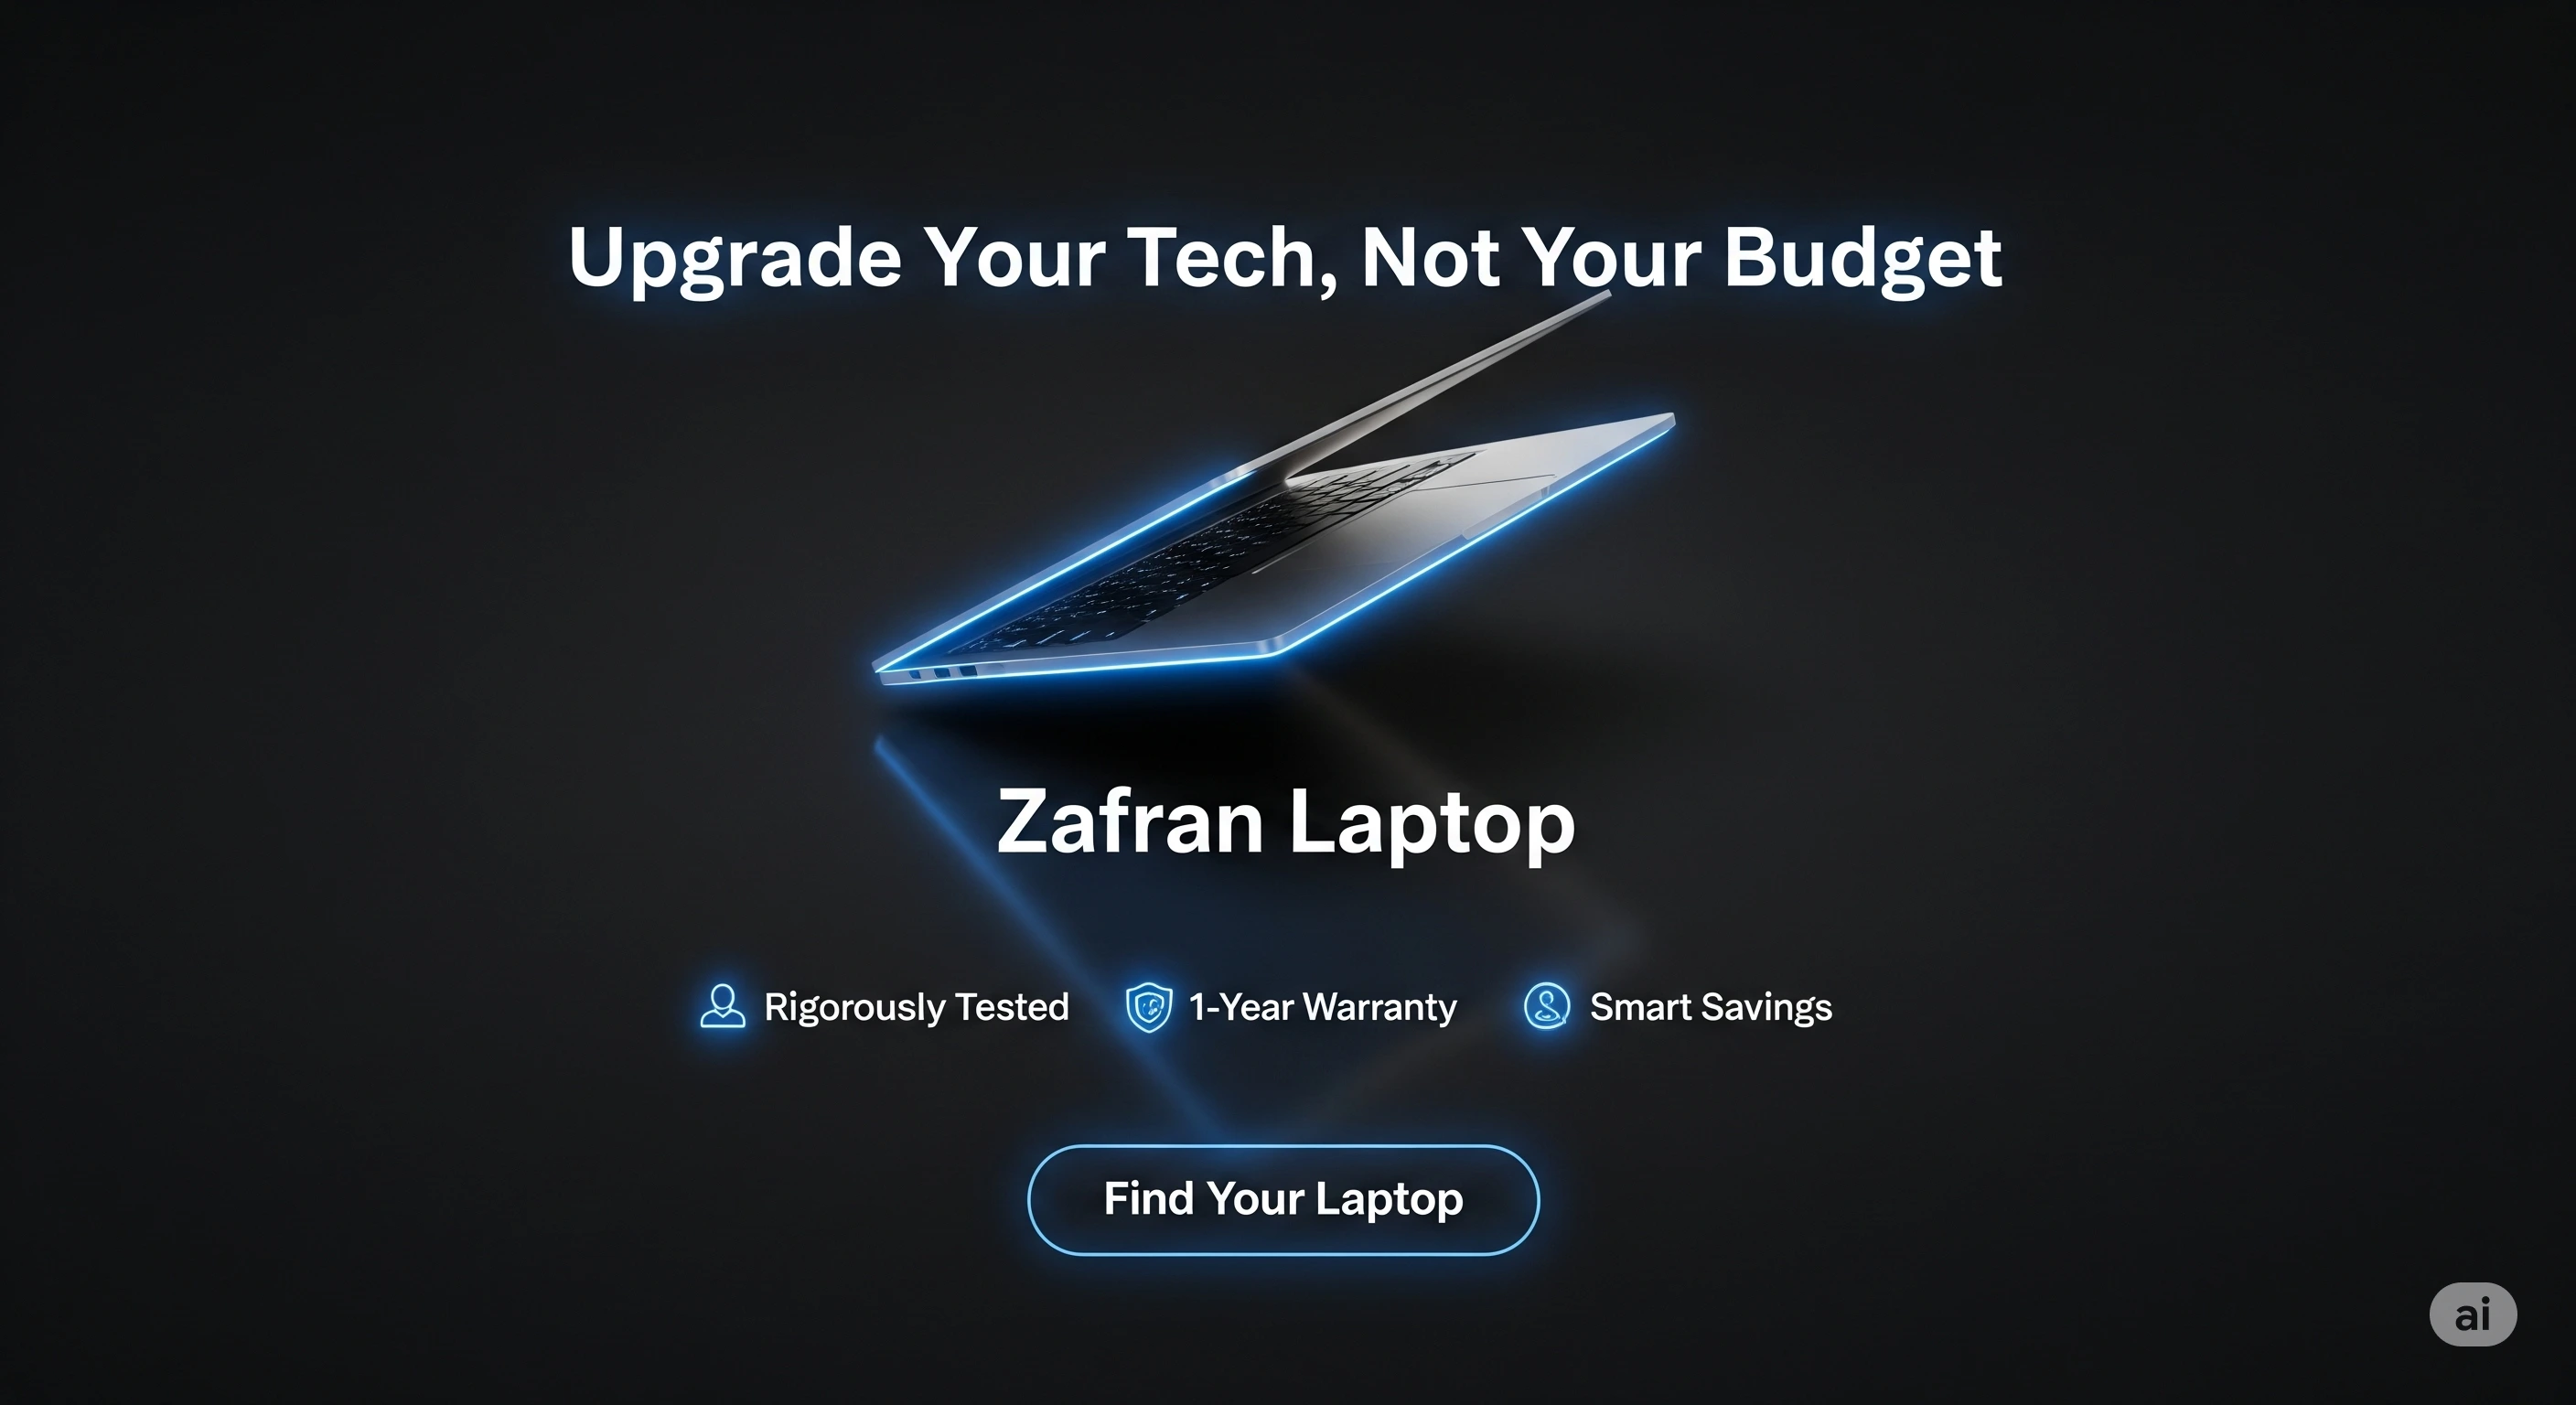 Upgrade Your Tech, Not Your Budget
Zafran Laptop
Rigorously Tested
1-Year Warranty
Smart Savings
Find Your Laptop
ai